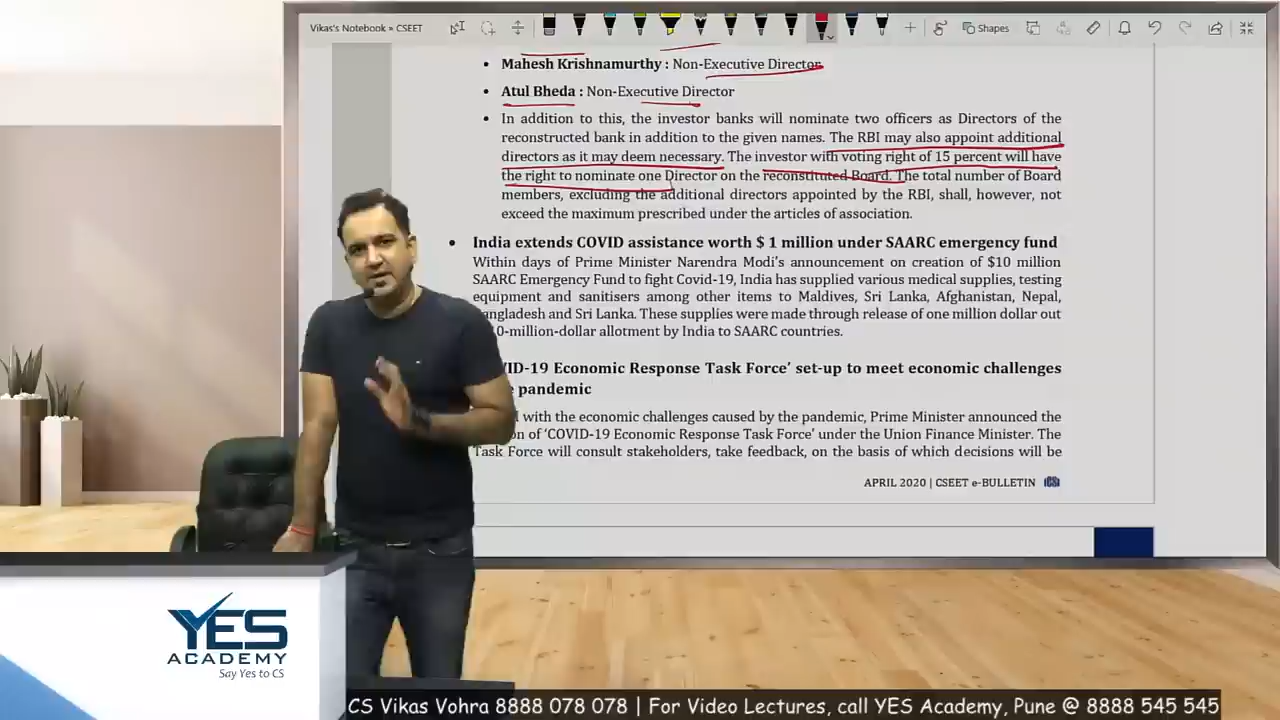 Vikas's Notebook » CSEET
Shapes
Mahesh Krishnamurthy : Non-Executive Director
Atul Bheda : Non-Executive Director
In addition to this, the investor banks will nominate two officers as Directors of the
reconstructed bank in addition to the given names. The RBI may also appoint additional
directors as it may deem necessary. The investor with voting right of 15 percent will have
the right to nominate one Director on the reconstituted Board. The total number of Board
members, excluding the additional directors appointed by the RBI, shall, however, not
exceed the maximum prescribed under the articles of association.
India extends COVID assistance worth $ 1 million under SAARC emergency fund
Within days of Prime Minister Narendra Modi's announcement on creation of $10 million
SAARC Emergency Fund to fight Covid-19, India has supplied various medical supplies, testing
equipment and sanitisers among other items to Maldives, Sri Lanka, Afghanistan, Nepal,
angladesh and Sri Lanka. These supplies were made through release of one million dollar out
0-million-dollar allotment by India to SAARC countries.
VID-19 Economic Response Task Force' set-up to meet economic challenges
pandemic
with the economic challenges caused by the pandemic, Prime Minister announced the
on of 'COVID-19 Economic Response Task Force' under the Union Finance Minister. The
Task Force will consult stakeholders, take feedback, on the basis of which decisions will be
APRIL 2020 | CSEET e-BULLETIN
YES
ACADEMY
Say Yes to CS
CS Vikas Vohra 8888 078 078 | For Video Lectures, call YES Academy, Pune @ 8888 545 545